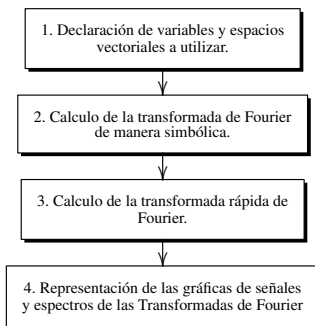 1. Declaración de variables y espacios
vectoriales a utilizar.
2. Calculo de la transformada de Fourier
de manera simbólica.
3. Calculo de la transformada rápida de
Fourier.
4. Representación de las gráficas de señales
y espectros de las Transformadas de Fourier